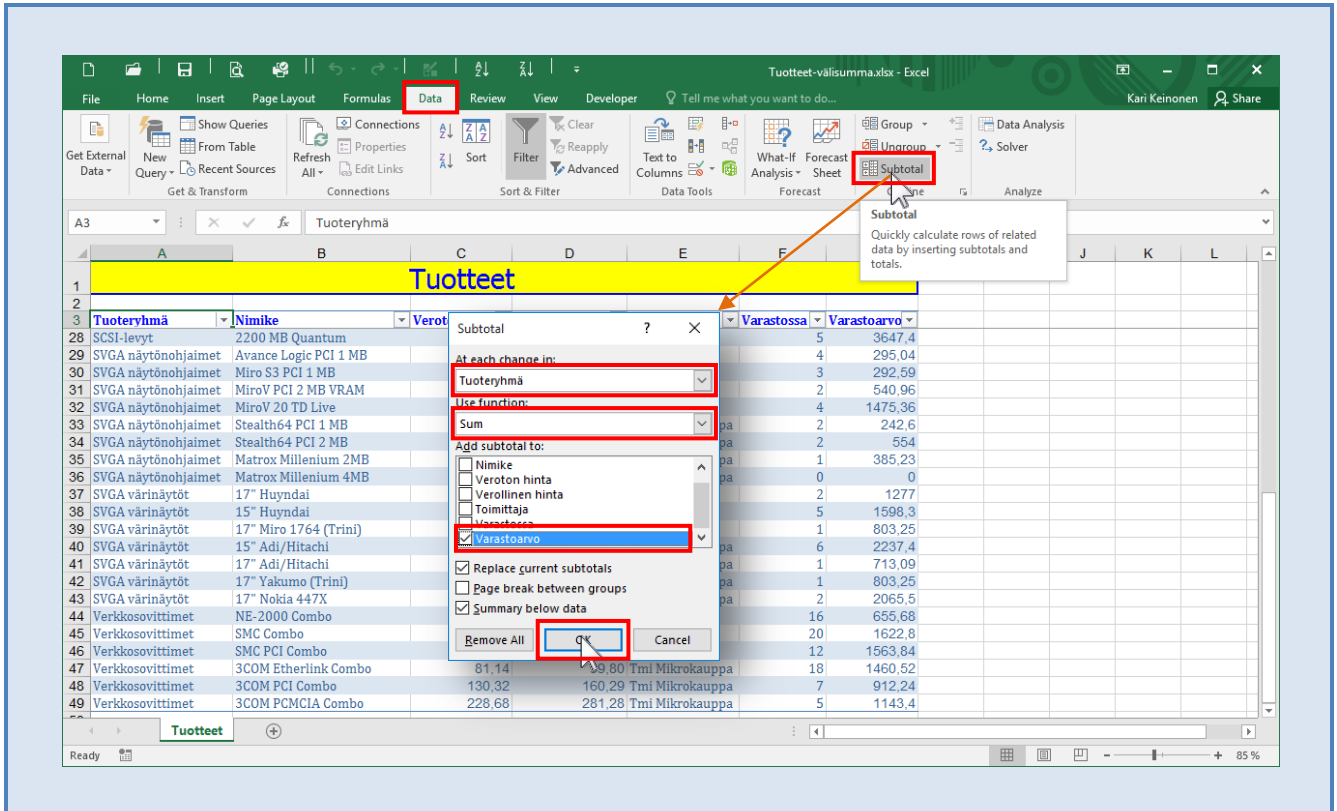 Tuotteet-välisumma.xlsx - Excel
File Home Insert Page Layout Formulas Data Review View Developer Tell me what you want to do... Kari Keinonen Share
Get External Data
New Query
Show Queries
From Table
Recent Sources
Get & Transform
Refresh All
Connections
Properties
Edit Links
Connections
Sort
Filter
Clear
Reapply
Advanced
Sort & Filter
Text to Columns
Data Tools
What-If Analysis
Forecast Sheet
Forecast
Group
Ungroup
Subtotal
Data Analysis
Solver
Analyze
A3 fx Tuoteryhmä
Subtotal
Quickly calculate rows of related
data by inserting subtotals and
totals.
A B C D E F J K L
1 Tuotteet
2
3 Tuoteryhmä Nimike Varastossa Varastoarvo
28 SCSI-levyt 2200 MB Quantum 5 3647,4
29 SVGA näytönohjaimet Avance Logic PCI 1 MB 4 295,04
30 SVGA näytönohjaimet Miro S3 PCI 1 MB 3 292,59
31 SVGA näytönohjaimet MiroV PCI 2 MB VRAM 2 540,96
32 SVGA näytönohjaimet MiroV 20 TD Live 4 1475,36
33 SVGA näytönohjaimet Stealth64 PCI 1 MB pa 2 242,6
34 SVGA näytönohjaimet Stealth64 PCI 2 MB pa 2 554
35 SVGA näytönohjaimet Matrox Millenium 2MB pa 1 385,23
36 SVGA näytönohjaimet Matrox Millenium 4MB pa 0 0
37 SVGA värinäytöt 17" Huyndai 2 1277
38 SVGA värinäytöt 15" Huyndai 5 1598,3
39 SVGA värinäytöt 17" Miro 1764 (Trini) 1 803,25
40 SVGA värinäytöt 15" Adi/Hitachi pa 6 2237,4
41 SVGA värinäytöt 17" Adi/Hitachi pa 1 713,09
42 SVGA värinäytöt 17" Yakumo (Trini) pa 1 803,25
43 SVGA värinäytöt 17" Nokia 447X pa 2 2065,5
44 Verkkosovittimet NE-2000 Combo 16 655,68
45 Verkkosovittimet SMC Combo 20 1622,8
46 Verkkosovittimet SMC PCI Combo 12 1563,84
47 Verkkosovittimet 3COM Etherlink Combo 81,14 99,80 Tmi Mikrokauppa 18 1460,52
48 Verkkosovittimet 3COM PCI Combo 130,32 160,29 Tmi Mikrokauppa 7 912,24
49 Verkkosovittimet 3COM PCMCIA Combo 228,68 281,28 Tmi Mikrokauppa 5 1143,4
Subtotal ? ×
At each change in:
Tuoteryhmä
Use function:
Sum
Add subtotal to:
Nimike
Veroton hinta
Verollinen hinta
Toimittaja
Varastossa
Varastoarvo
Replace current subtotals
Page break between groups
Summary below data
Remove All OK Cancel
Tuotteet
Ready 85 %